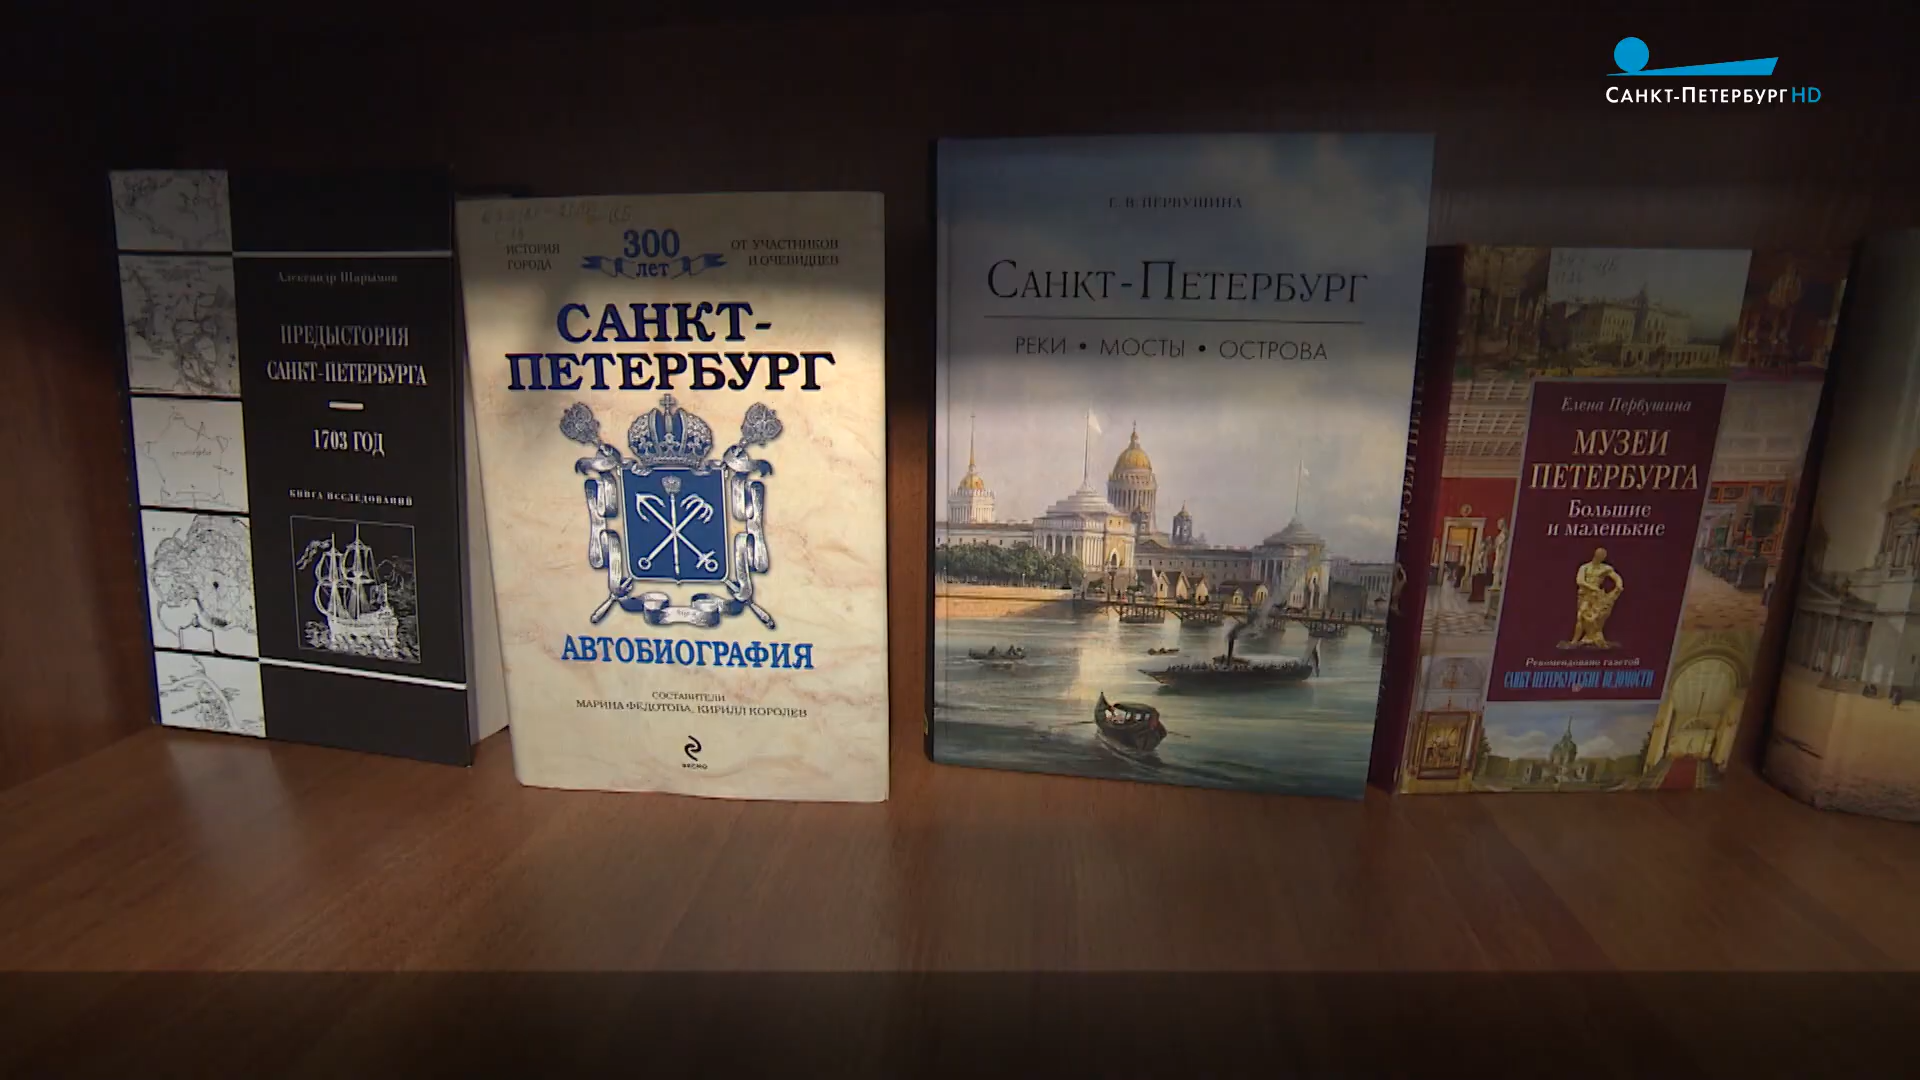 САНКТ-ПЕТЕРБУРГ HD
Александр Шарымов
ПРЕДЫСТОРИЯ
САНКТ-ПЕТЕРБУРГА
1703 ГОД
КНИГА ИССЛЕДОВАНИЙ
ИСТОРИЯ
ГОРОДА
300
лет
ОТ УЧАСТНИКОВ
И ОЧЕВИДЦЕВ
САНКТ-
ПЕТЕРБУРГ
АВТОБИОГРАФИЯ
СОСТАВИТЕЛИ
МАРИНА ФЕДОТОВА, КИРИЛЛ КОРОЛЕВ
ЭКСМО
Е. В. ПЕРВУШИНА
САНКТ-ПЕТЕРБУРГ
РЕКИ • МОСТЫ • ОСТРОВА
Елена Первушина
МУЗЕИ
ПЕТЕРБУРГА
Большие
и маленькие
Рекомендовано газетой
САНКТ-ПЕТЕРБУРГСКИЕ ВЕДОМОСТИ